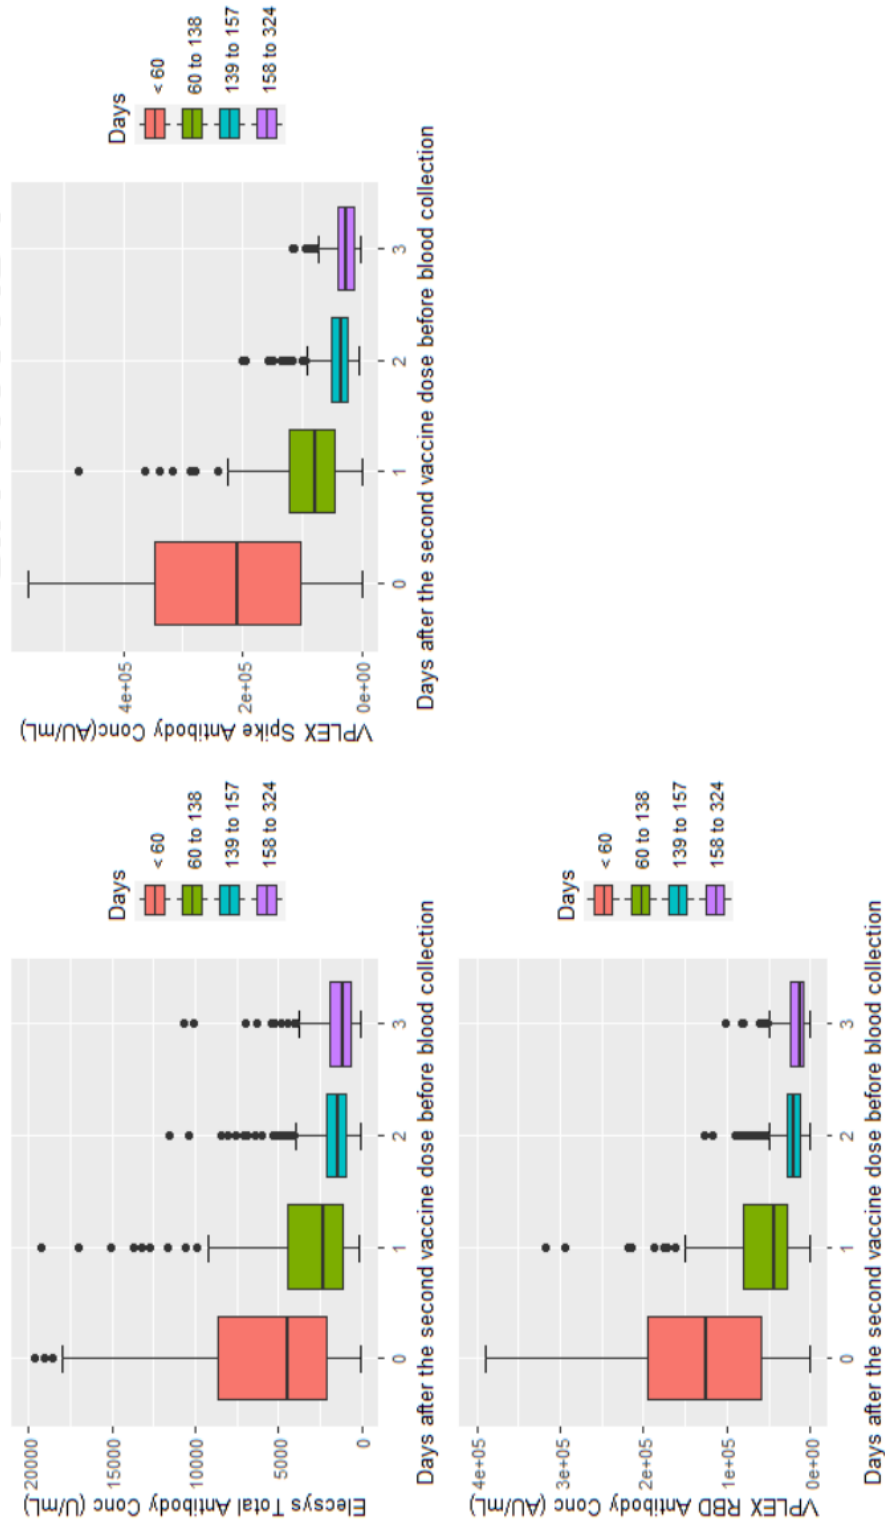 Elecsys Total Antibody Conc (U/mL)
20000
15000
10000
5000
0
0
1
2
3
Days after the second vaccine dose before blood collection
Days
< 60
60 to 138
139 to 157
158 to 324
VPLEX Spike Antibody Conc(AU/mL)
4e+05
2e+05
0e+00
0
1
2
3
Days after the second vaccine dose before blood collection
Days
< 60
60 to 138
139 to 157
158 to 324
VPLEX RBD Antibody Conc (AU/mL)
4e+05
3e+05
2e+05
1e+05
0e+00
0
1
2
3
Days after the second vaccine dose before blood collection
Days
< 60
60 to 138
139 to 157
158 to 324